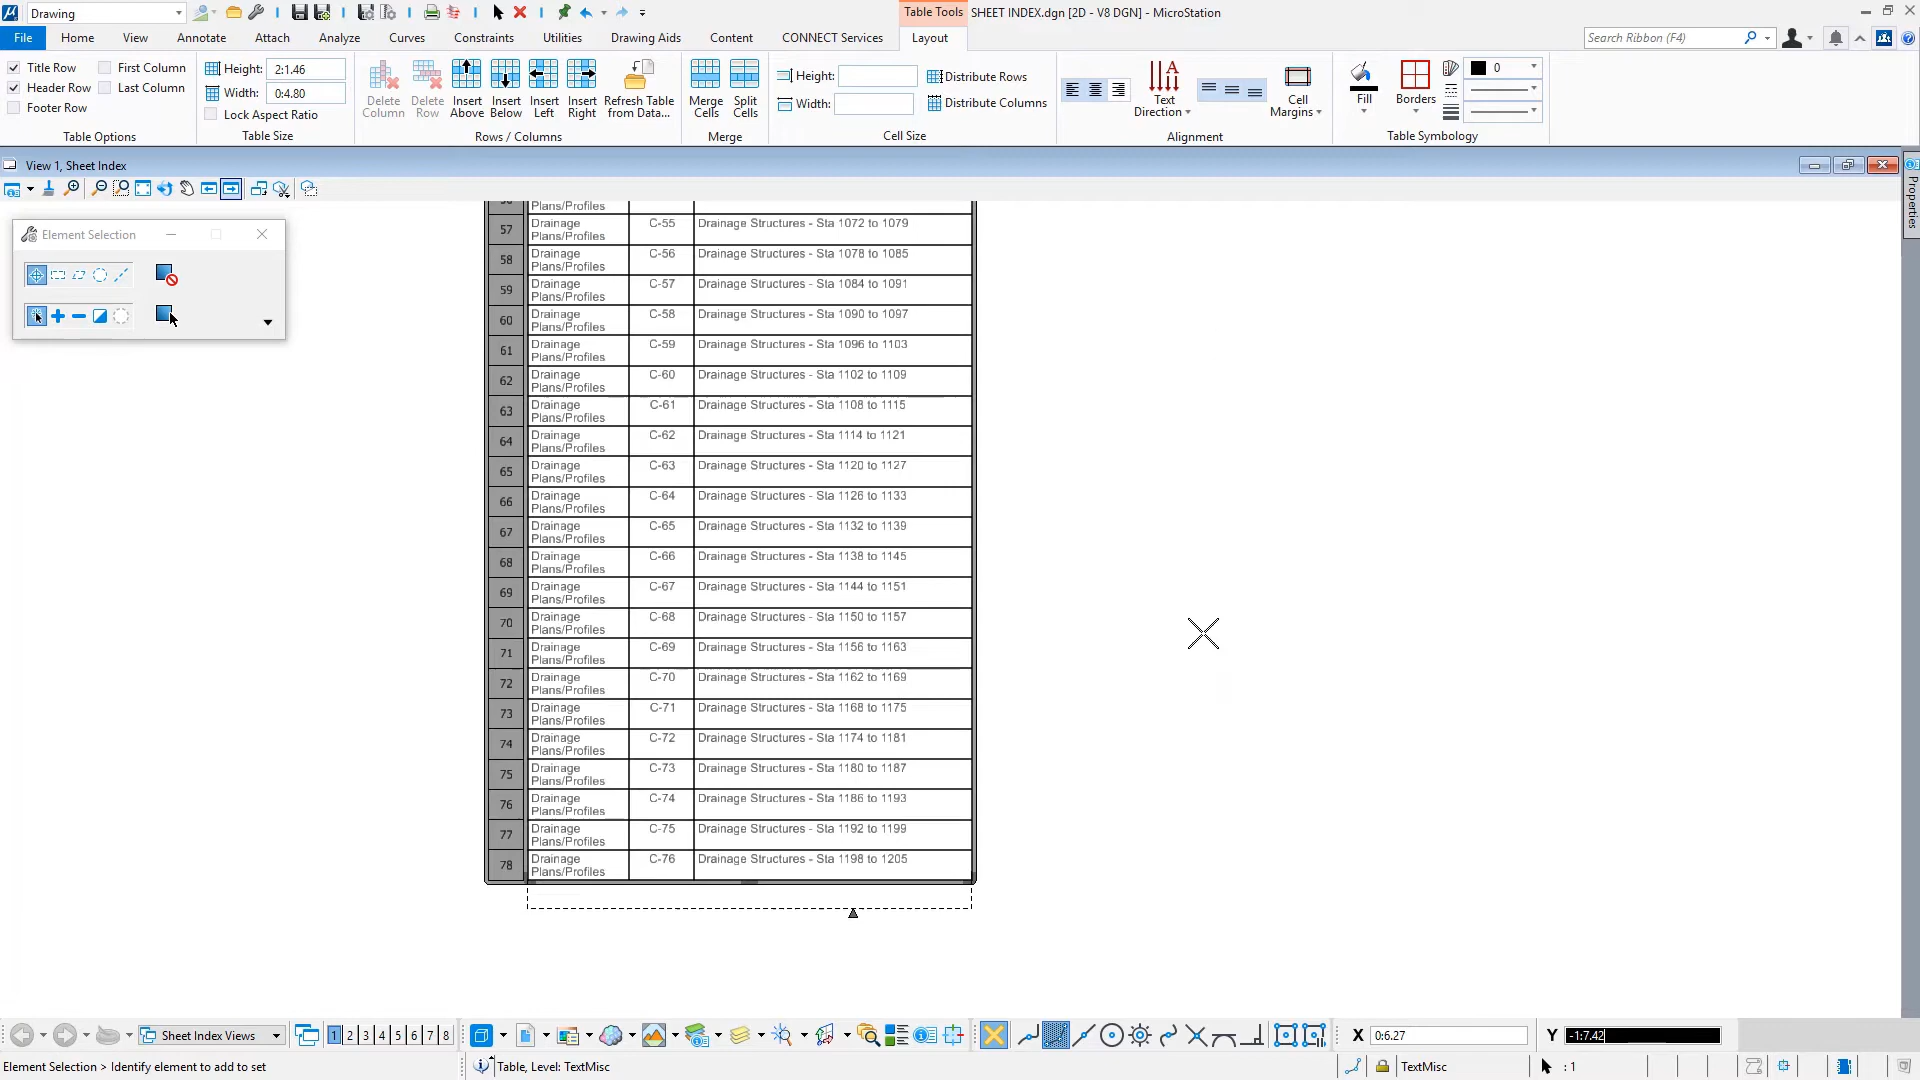 Drawing
Table Tools
SHEET INDEX.dgn [2D - V8 DGN] - MicroStation
File
Home
View
Annotate
Attach
Analyze
Curves
Constraints
Utilities
Drawing Aids
Content
CONNECT Services
Layout
Search Ribbon (F4)
Title Row
First Column
Header Row
Last Column
Footer Row
Table Options
Height: 2:1.46
Width: 0:4.80
Lock Aspect Ratio
Table Size
Delete Column
Delete Row
Insert Above
Insert Below
Insert Left
Insert Right
Refresh Table from Data...
Rows / Columns
Merge Cells
Split Cells
Merge
Height:
Width:
Distribute Rows
Distribute Columns
Cell Size
Text Direction
Cell Margins
Alignment
Fill
Borders
0
Table Symbology
View 1, Sheet Index
Properties
Element Selection
Plans/Profiles
57 Drainage Plans/Profiles C-55 Drainage Structures - Sta 1072 to 1079
58 Drainage Plans/Profiles C-56 Drainage Structures - Sta 1078 to 1085
59 Drainage Plans/Profiles C-57 Drainage Structures - Sta 1084 to 1091
60 Drainage Plans/Profiles C-58 Drainage Structures - Sta 1090 to 1097
61 Drainage Plans/Profiles C-59 Drainage Structures - Sta 1096 to 1103
62 Drainage Plans/Profiles C-60 Drainage Structures - Sta 1102 to 1109
63 Drainage Plans/Profiles C-61 Drainage Structures - Sta 1108 to 1115
64 Drainage Plans/Profiles C-62 Drainage Structures - Sta 1114 to 1121
65 Drainage Plans/Profiles C-63 Drainage Structures - Sta 1120 to 1127
66 Drainage Plans/Profiles C-64 Drainage Structures - Sta 1126 to 1133
67 Drainage Plans/Profiles C-65 Drainage Structures - Sta 1132 to 1139
68 Drainage Plans/Profiles C-66 Drainage Structures - Sta 1138 to 1145
69 Drainage Plans/Profiles C-67 Drainage Structures - Sta 1144 to 1151
70 Drainage Plans/Profiles C-68 Drainage Structures - Sta 1150 to 1157
71 Drainage Plans/Profiles C-69 Drainage Structures - Sta 1156 to 1163
72 Drainage Plans/Profiles C-70 Drainage Structures - Sta 1162 to 1169
73 Drainage Plans/Profiles C-71 Drainage Structures - Sta 1168 to 1175
74 Drainage Plans/Profiles C-72 Drainage Structures - Sta 1174 to 1181
75 Drainage Plans/Profiles C-73 Drainage Structures - Sta 1180 to 1187
76 Drainage Plans/Profiles C-74 Drainage Structures - Sta 1186 to 1193
77 Drainage Plans/Profiles C-75 Drainage Structures - Sta 1192 to 1199
78 Drainage Plans/Profiles C-76 Drainage Structures - Sta 1198 to 1205
Sheet Index Views
1 2 3 4 5 6 7 8
X 0:6.27
Y -1:7.42
Element Selection > Identify element to add to set
Table, Level: TextMisc
TextMisc
: 1